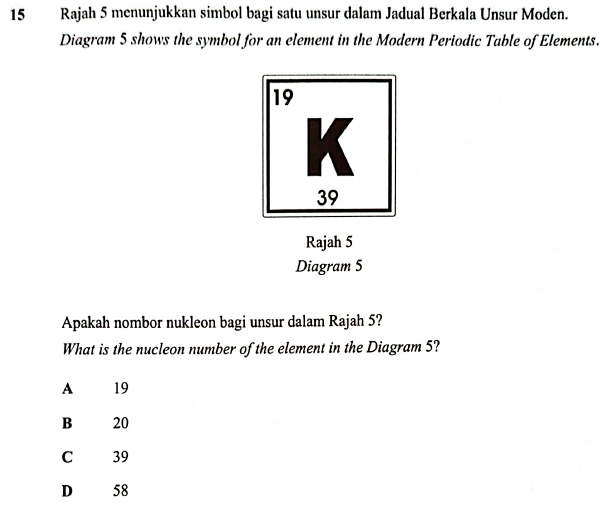 15 Rajah 5 menunjukkan simbol bagi satu unsur dalam Jadual Berkala Unsur Moden.
Diagram 5 shows the symbol for an element in the Modern Periodic Table of Elements.
19
K
39
Rajah 5
Diagram 5
Apakah nombor nukleon bagi unsur dalam Rajah 5?
What is the nucleon number of the element in the Diagram 5?
A 19
B 20
C 39
D 58